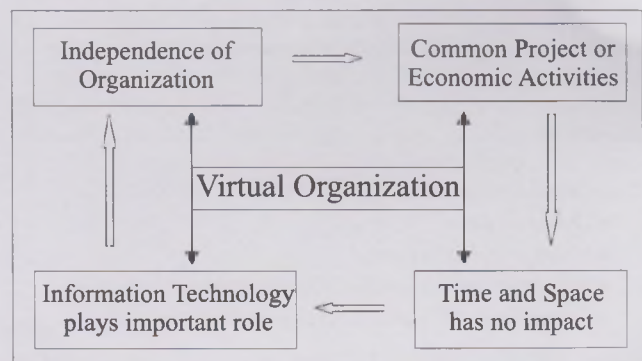 Independence of
Organization
Common Project or
Economic Activities
Virtual Organization
Information Technology
plays important role
Time and Space
has no impact